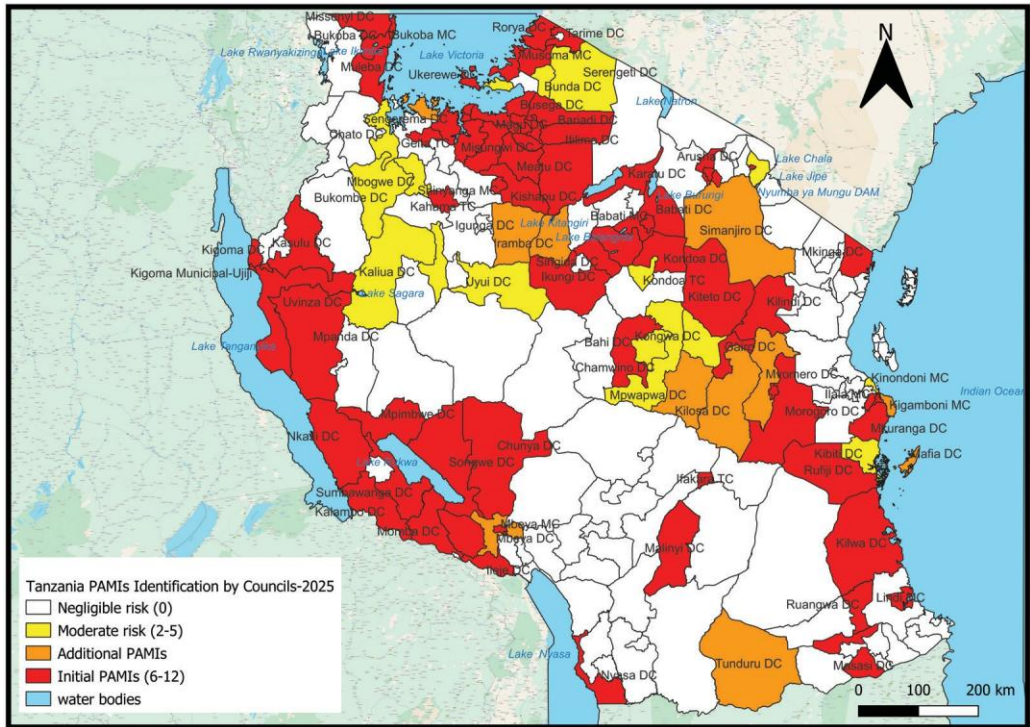 Missenyi DC
Rorya DC
Tarime DC
N
Bukoba DC
Bukoba MC
Lake Victoria
Lake Rwanyakizinga
Lake Ikimba
Musoma MC
Muleba DC
Ukerewe DC
Serengeti DC
Bunda DC
Lake Natron
Busega DC
Sengerema DC
Bariadi DC
Magu DC
Chato DC
Itilima DC
Geita TC
Misungwi DC
Arusha DC
Lake Chala
Meatu DC
Karatu DC
Lake Jipe
Mbogwe DC
Nyumba ya Mungu DAM
Shinyanga MC
Kishapu DC
Lake Burungi
Bukombe DC
Kahama TC
Babati DC
Babati MC
Igunga DC
Lake Kitangiri
Simanjiro DC
Iramba DC
Kigoma DC
Kasulu DC
Kondoa DC
Mkinga DC
Singida DC
Kigoma Municipal-Ujiji
Kaliua DC
Ikungi DC
Uyui DC
Kondoa TC
Lake Sagara
Kiteto DC
Kilindi DC
Uvinza DC
Mpanda DC
Kongwa DC
Bahi DC
Gairo DC
Lake Tanganyika
Chamwino DC
Mvomero DC
Kinondoni MC
Ilala MC
Indian Ocean
Mpwapwa DC
Kilosa DC
Morogoro DC
Kigamboni MC
Mpimbwe DC
Mkuranga DC
Nkasi DC
Chunya DC
Kibiti DC
Mafia DC
Songwe DC
Lake Rukwa
Rufiji DC
Ifakara TC
Sumbawanga DC
Kalambo DC
Mbeya MC
Momba DC
Mbeya DC
Kilwa DC
Malinyi DC
Ileje DC
Ruangwa DC
Lindi MC
Lake Nyasa
Tunduru DC
Masasi DC
Nyasa DC
Tanzania PAMIs Identification by Councils-2025
Negligible risk (0)
Moderate risk (2-5)
Additional PAMIs
Initial PAMIs (6-12)
water bodies
0 100 200 km